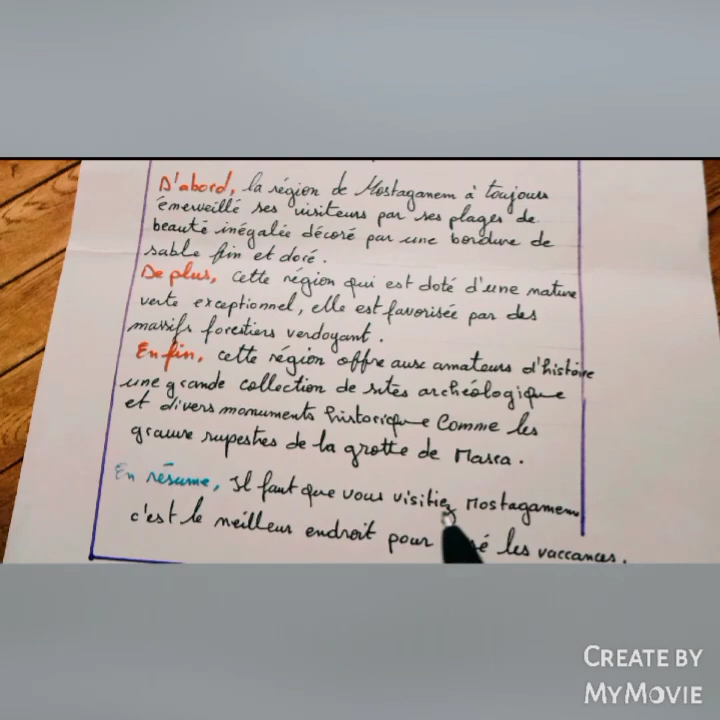 D'abord, la région de Mostaganem à toujours
émerveillé ses visiteurs par ses plages de
beauté inégalée décoré par une bordure de
sable fin et doré.
De plus, cette région qui est doté d'une nature
verte exceptionnel, elle est favorisée par des
massifs forestiers verdoyant.
En fin, cette région offre aux amateurs d'histoire
une grande collection de sites archéologique
et divers monuments historique comme les
gravure rupestres de la grotte de Masra.
En résume, Il faut que vous visitiez Mostagamem
c'est le meilleur endroit pour les vaccances.
CREATE BY
MYMOVIE